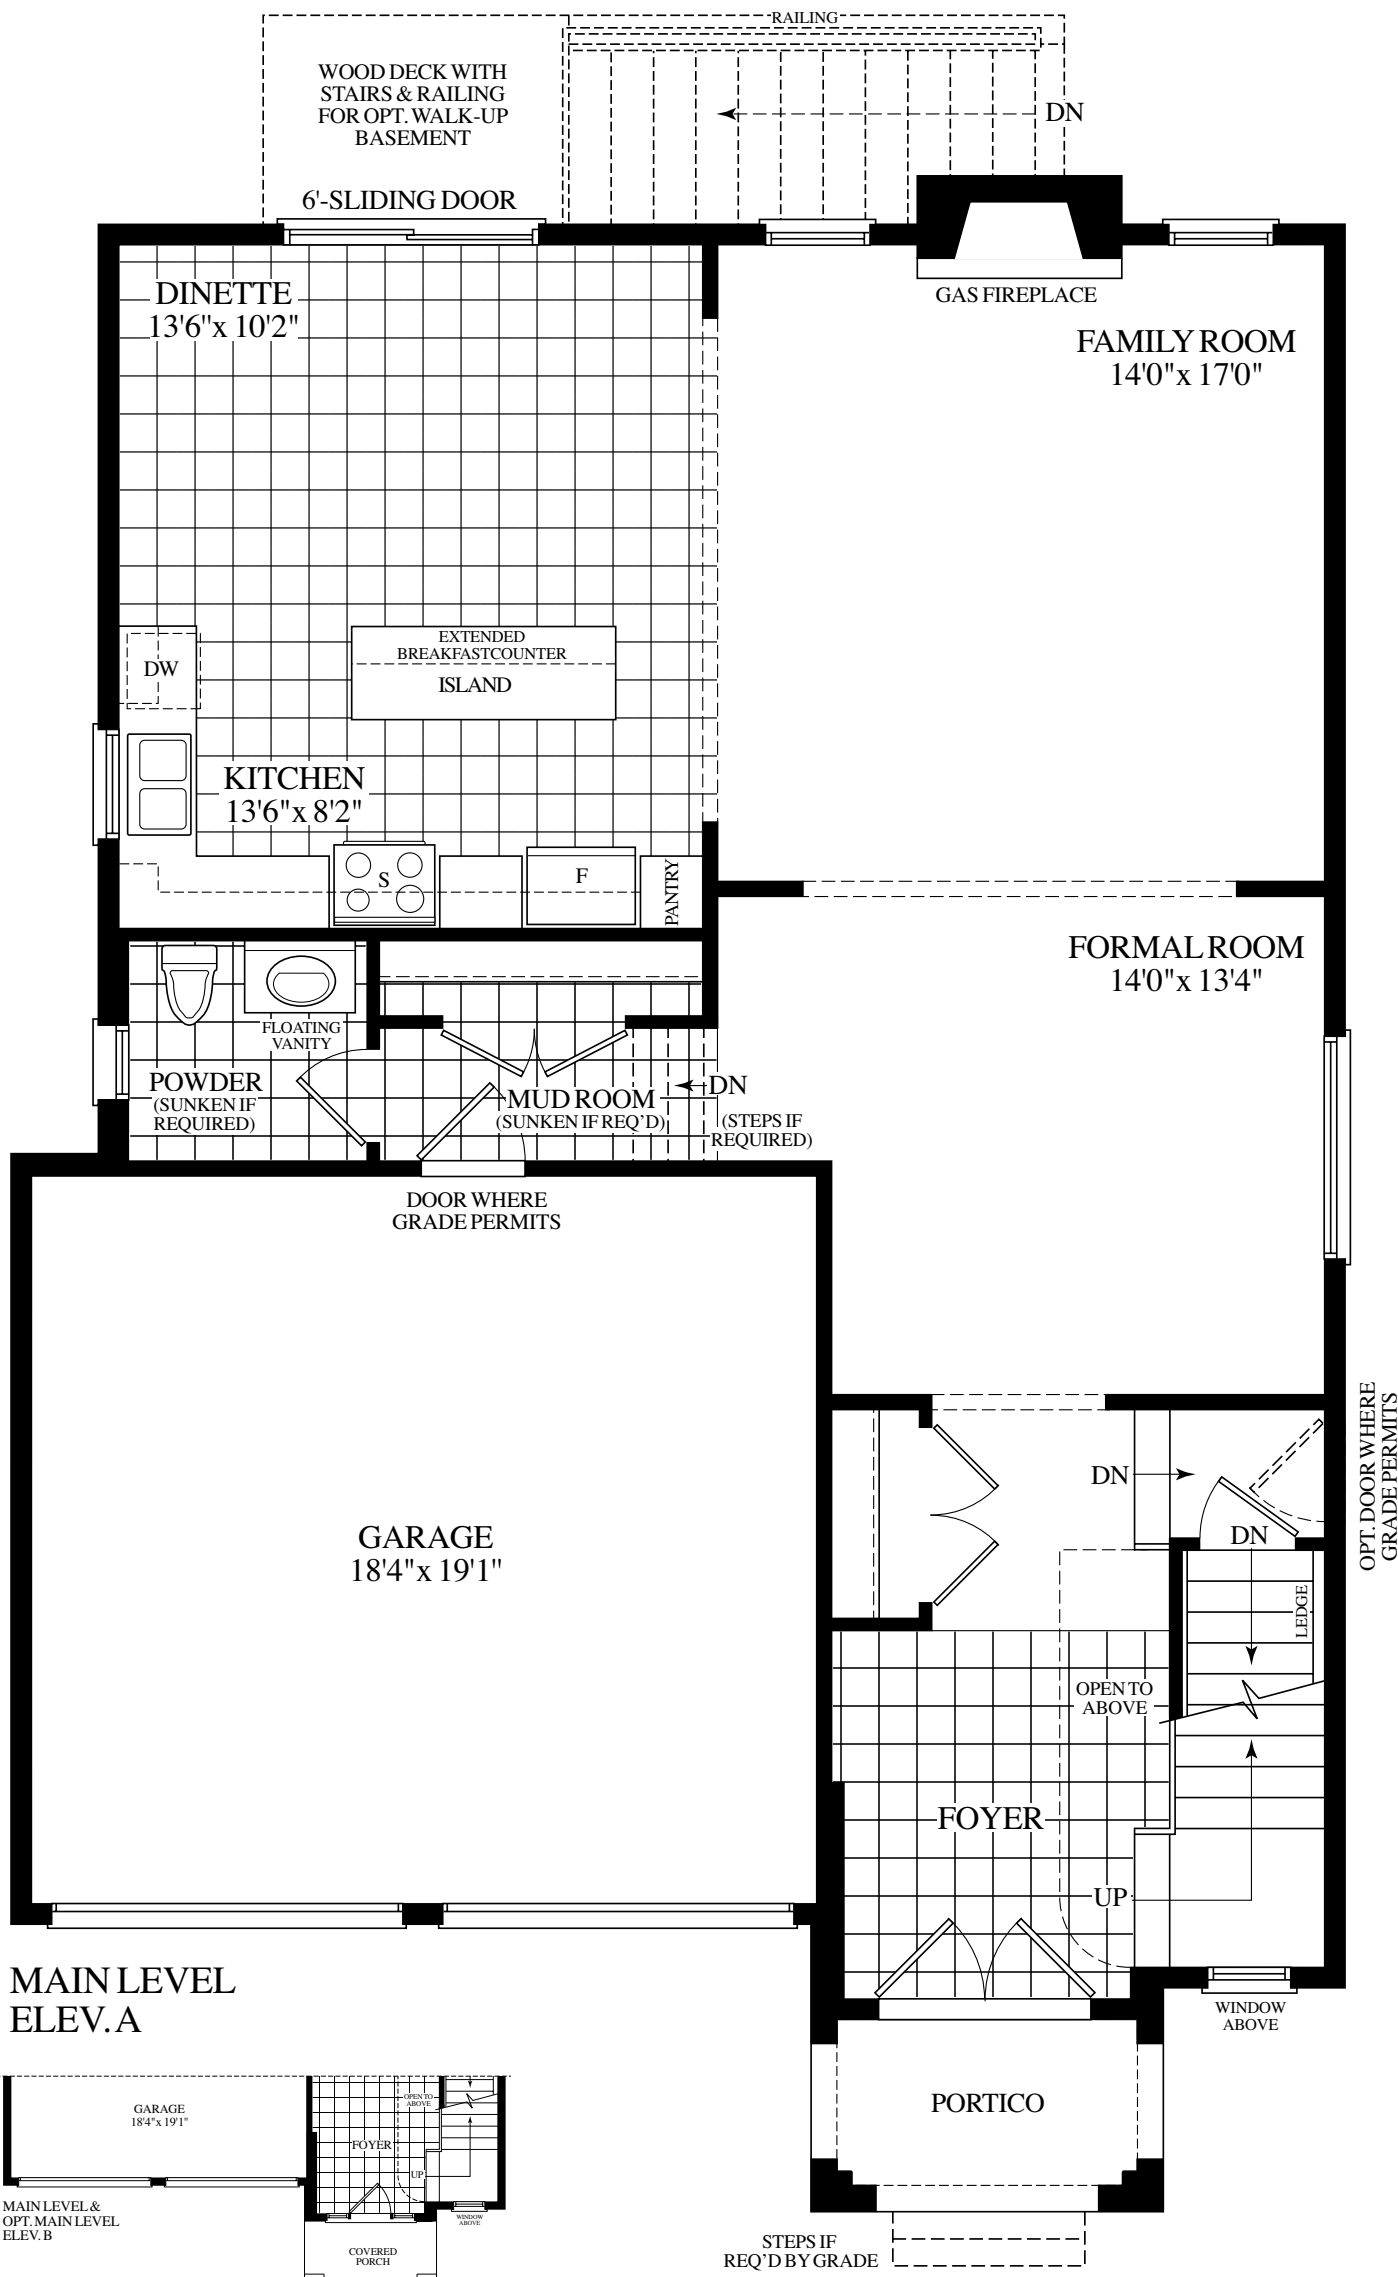 RAILING
WOOD DECK WITH
STAIRS & RAILING
FOR OPT. WALK-UP
BASEMENT
DN
6'-SLIDING DOOR
DINETTE
13'6"x 10'2"
GAS FIREPLACE
FAMILY ROOM
14'0"x 17'0"
EXTENDED
BREAKFASTCOUNTER
ISLAND
DW
KITCHEN
13'6"x 8'2"
S
F
PANTRY
FORMAL ROOM
14'0"x 13'4"
FLOATING
VANITY
POWDER
(SUNKEN IF
REQUIRED)
MUD ROOM
(SUNKEN IF REQ'D)
DN
(STEPS IF
REQUIRED)
DOOR WHERE
GRADE PERMITS
OPT. DOOR WHERE
GRADE PERMITS
DN
DN
LEDGE
GARAGE
18'4"x 19'1"
OPEN TO
ABOVE
FOYER
UP
WINDOW
ABOVE
MAIN LEVEL
ELEV. A
PORTICO
STEPS IF
REQ'D BY GRADE
GARAGE
18'4"x 19'1"
OPEN TO
ABOVE
FOYER
UP
WINDOW
ABOVE
MAIN LEVEL &
OPT. MAIN LEVEL
ELEV. B
COVERED
PORCH